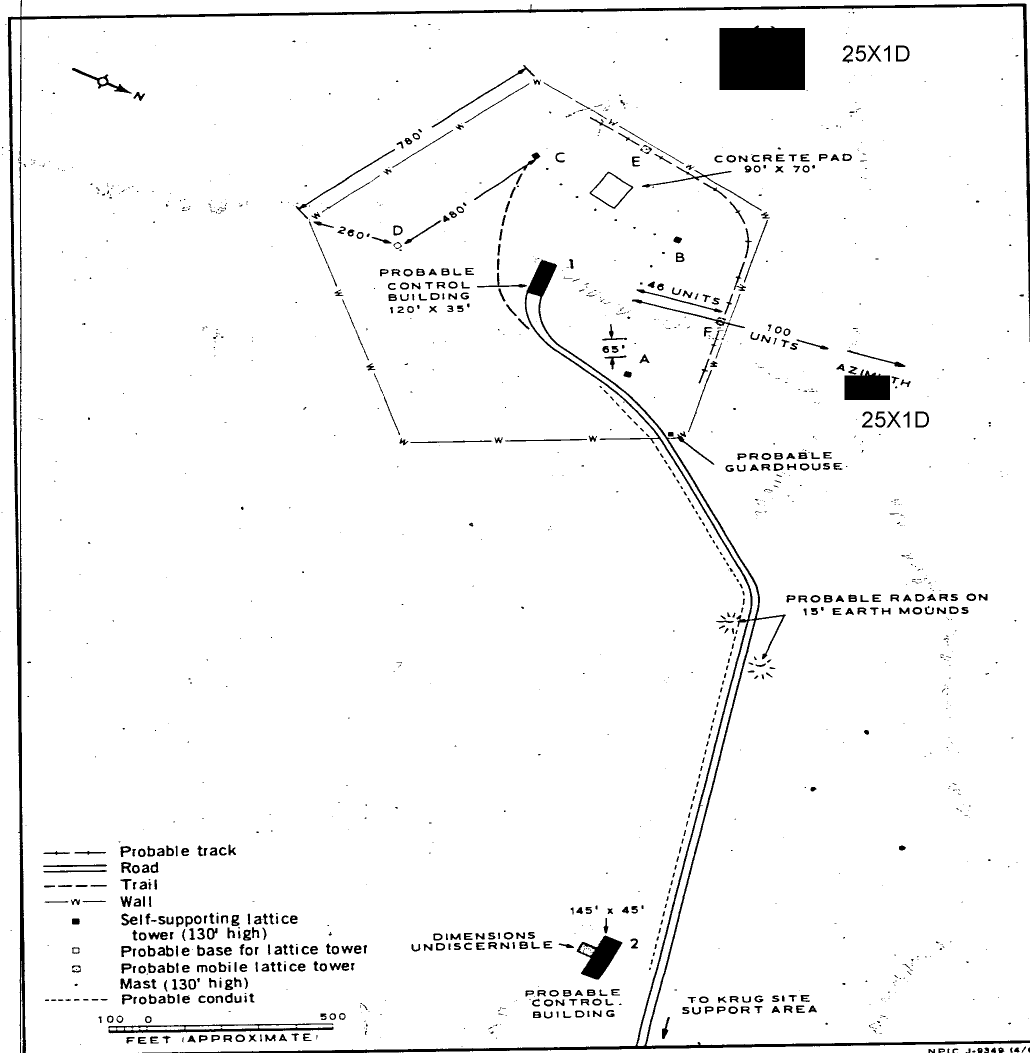 25X1D
N
W
780'
W
W
W
C
E
CONCRETE PAD
90' X 70'
W
W
W
480'
D
260'
B
PROBABLE
CONTROL
BUILDING
120' X 35'
1
W
46 UNITS
W
F
100
UNITS
65'
A
W
W
AZIMUTH
25X1D
W
W
W
W
PROBABLE
GUARDHOUSE
PROBABLE RADARS ON
15' EARTH MOUNDS
Probable track
Road
Trail
W Wall
Self-supporting lattice
tower (130' high)
Probable base for lattice tower
Probable mobile lattice tower
Mast (130' high)
Probable conduit
100 0 500
FEET (APPROXIMATE)
145' x 45'
DIMENSIONS
UNDISCERNIBLE
2
PROBABLE
CONTROL
BUILDING
TO KRUG SITE
SUPPORT AREA
NPIC J-9349